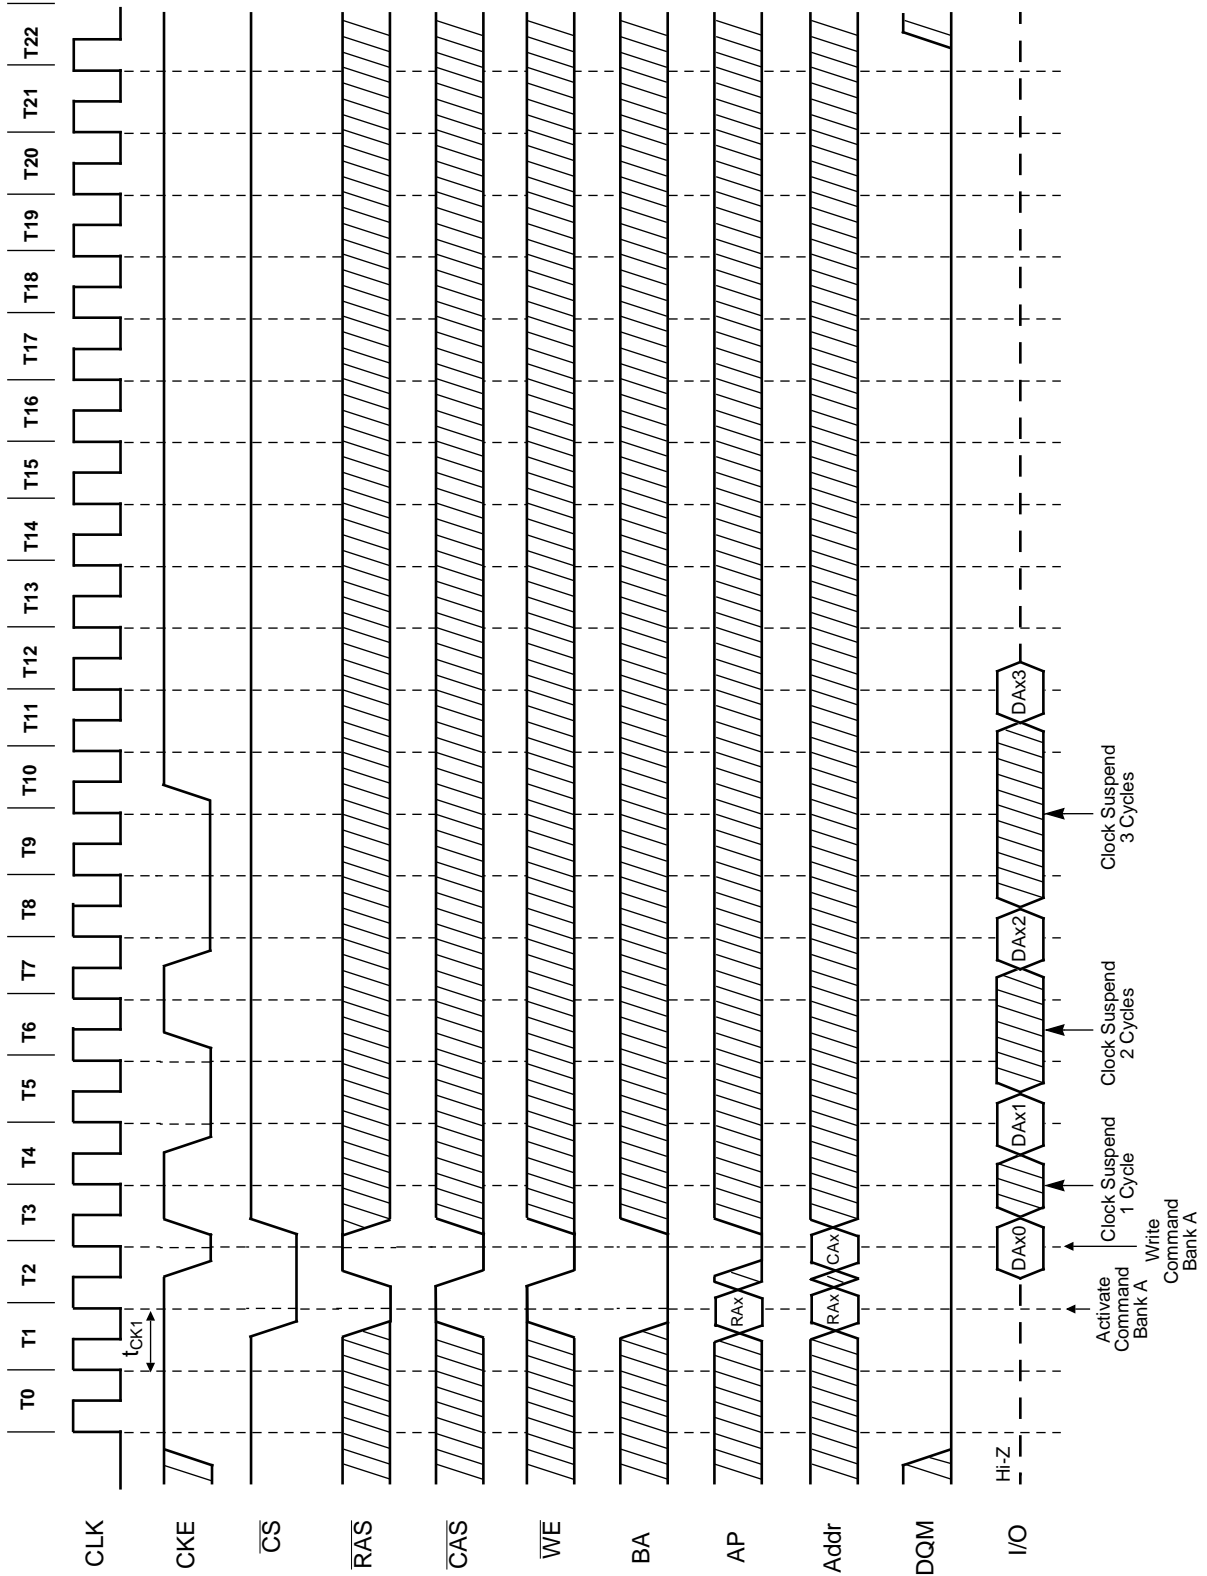 T0 T1 T2 T3 T4 T5 T6 T7 T8 T9 T10 T11 T12 T13 T14 T15 T16 T17 T18 T19 T20 T21 T22
CLK
tCK1
CKE
CS
RAS
CAS
WE
BA
AP
RAx
Addr
RAx CAx
DQM
I/O
Hi-Z
DAx0 DAx1 DAx2 DAx3
Activate
Command
Bank A
Write
Command
Bank A
Clock Suspend
1 Cycle
Clock Suspend
2 Cycles
Clock Suspend
3 Cycles